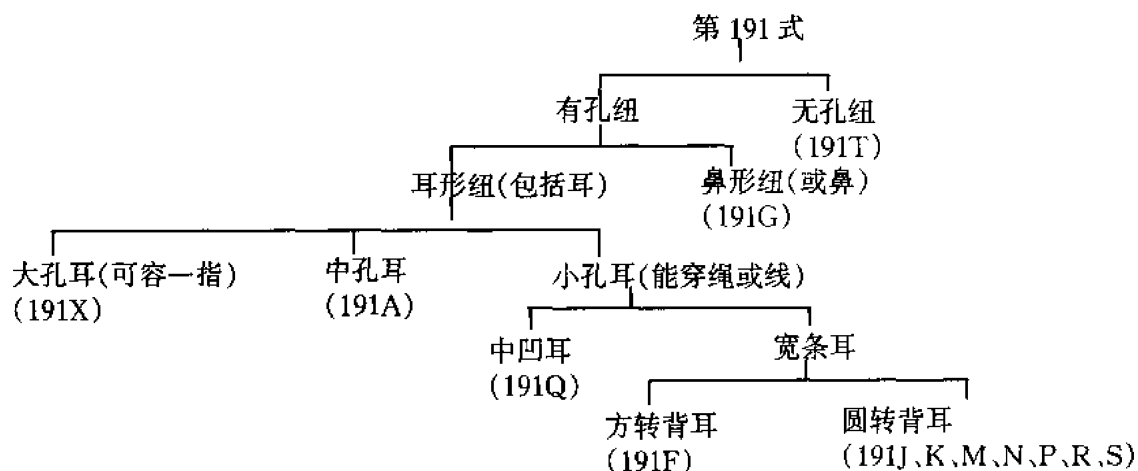 第 191 式
有孔纽
无孔纽
(191T)
耳形纽(包括耳)
鼻形纽(或鼻)
(191G)
大孔耳(可容一指)
(191X)
中孔耳
(191A)
小孔耳(能穿绳或线)
中凹耳
(191Q)
宽条耳
方转背耳
(191F)
圆转背耳
(191J、K、M、N、P、R、S)